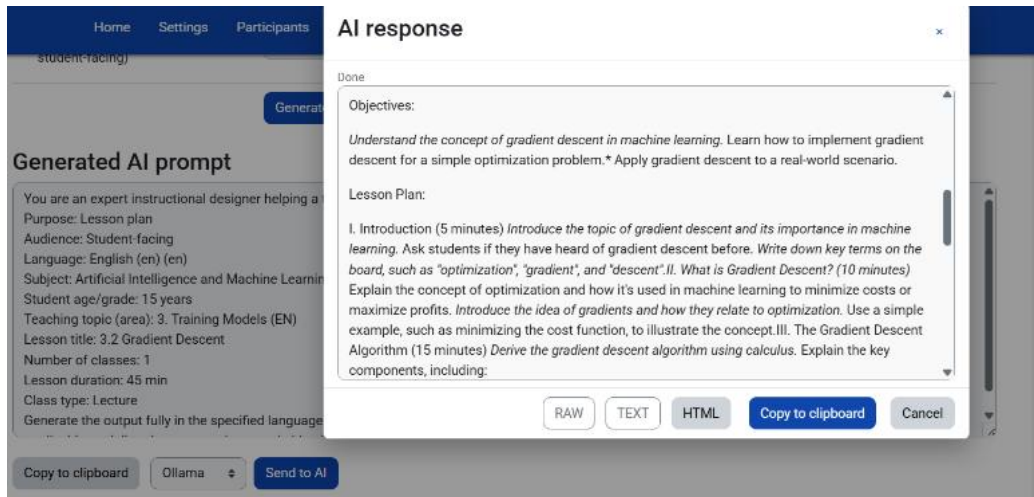 Home Settings Participants
AI response
×
student-facing)
Done
Generat
Objectives:
Understand the concept of gradient descent in machine learning. Learn how to implement gradient
descent for a simple optimization problem.* Apply gradient descent to a real-world scenario.
Lesson Plan:
I. Introduction (5 minutes) Introduce the topic of gradient descent and its importance in machine
learning. Ask students if they have heard of gradient descent before. Write down key terms on the
board, such as "optimization", "gradient", and "descent".II. What is Gradient Descent? (10 minutes)
Explain the concept of optimization and how it's used in machine learning to minimize costs or
maximize profits. Introduce the idea of gradients and how they relate to optimization. Use a simple
example, such as minimizing the cost function, to illustrate the concept.III. The Gradient Descent
Algorithm (15 minutes) Derive the gradient descent algorithm using calculus. Explain the key
components, including:
RAW TEXT HTML Copy to clipboard Cancel
Generated AI prompt
You are an expert instructional designer helping a
Purpose: Lesson plan
Audience: Student-facing
Language: English (en) (en)
Subject: Artificial Intelligence and Machine Learnin
Student age/grade: 15 years
Teaching topic (area): 3. Training Models (EN)
Lesson title: 3.2 Gradient Descent
Number of classes: 1
Lesson duration: 45 min
Class type: Lecture
Generate the output fully in the specified language
Copy to clipboard Ollama Send to AI